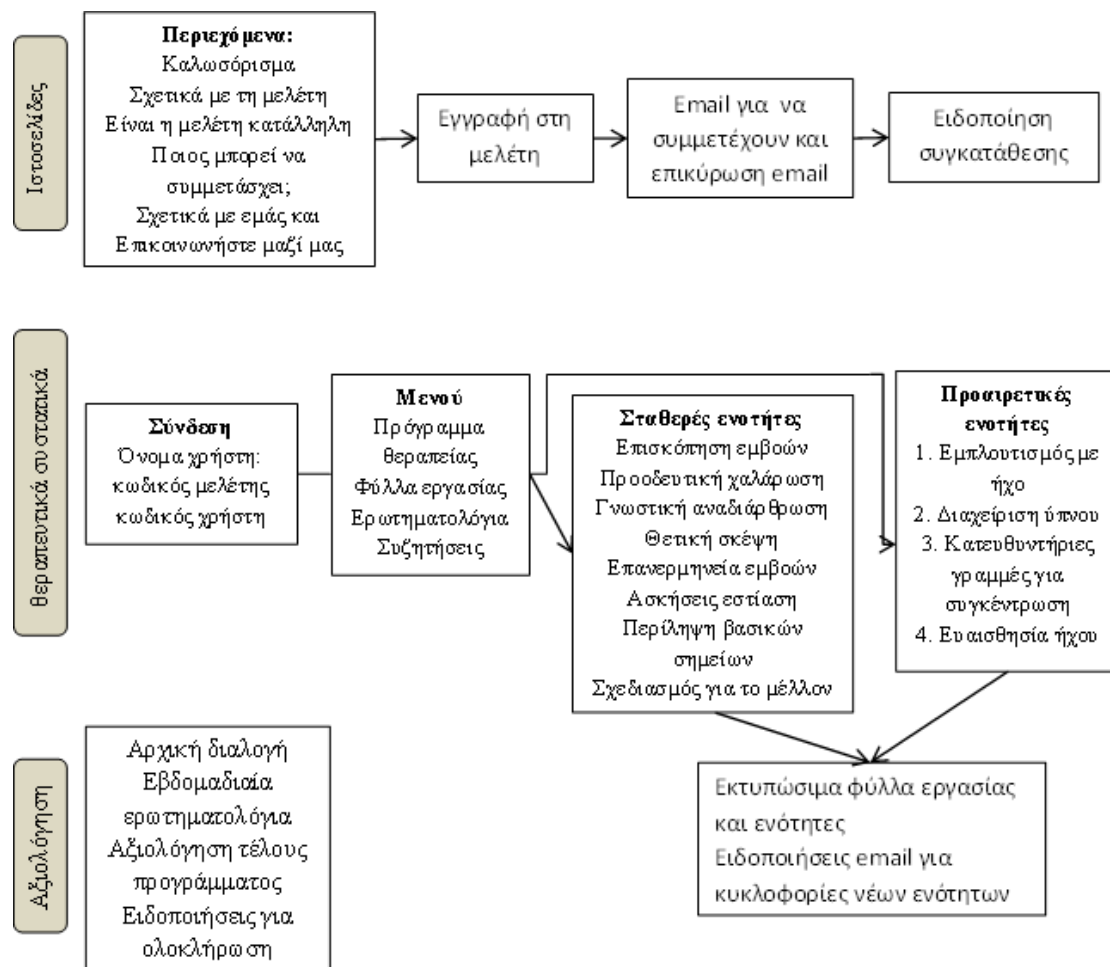 Ιστοσελίδες
Περιεχόμενα:
Καλωσόρισμα
Σχετικά με τη μελέτη
Είναι η μελέτη κατάλληλη
Ποιος μπορεί να
συμμετάσχει;
Σχετικά με εμάς και
Επικοινωνήστε μαζί μας
Εγγραφή στη
μελέτη
Email για να
συμμετέχουν και
επικύρωση email
Ειδοποίηση
συγκατάθεσης
θεραπευτικά συστατικά
Σύνδεση
Όνομα χρήστη:
κωδικός μελέτης
κωδικός χρήστη
Μενού
Πρόγραμμα
θεραπείας
Φύλλα εργασίας
Ερωτηματολόγια
Συζητήσεις
Σταθερές ενοτήτες
Επισκόπηση εμβοών
Προοδευτική χαλάρωση
Γνωστική αναδιάρθρωση
Θετική σκέψη
Επανερμηνεία εμβοών
Ασκήσεις εστίαση
Περίληψη βασικών
σημείων
Σχεδιασμός για το μέλλον
Προαιρετικές
ενοτήτες
1. Εμπλουτισμός με
ήχο
2. Διαχείριση ύπνου
3. Κατευθυντήριες
γραμμές για
συγκέντρωση
4. Ευαισθησία ήχου
Αξιολόγηση
Αρχική διαλογή
Εβδομαδιαία
ερωτηματολόγια
Αξιολόγηση τέλους
προγράμματος
Ειδοποιήσεις για
ολοκλήρωση
Εκτυπώσιμα φύλλα εργασίας
και ενότητες
Ειδοποιήσεις email για
κυκλοφορίες νέων ενότητων